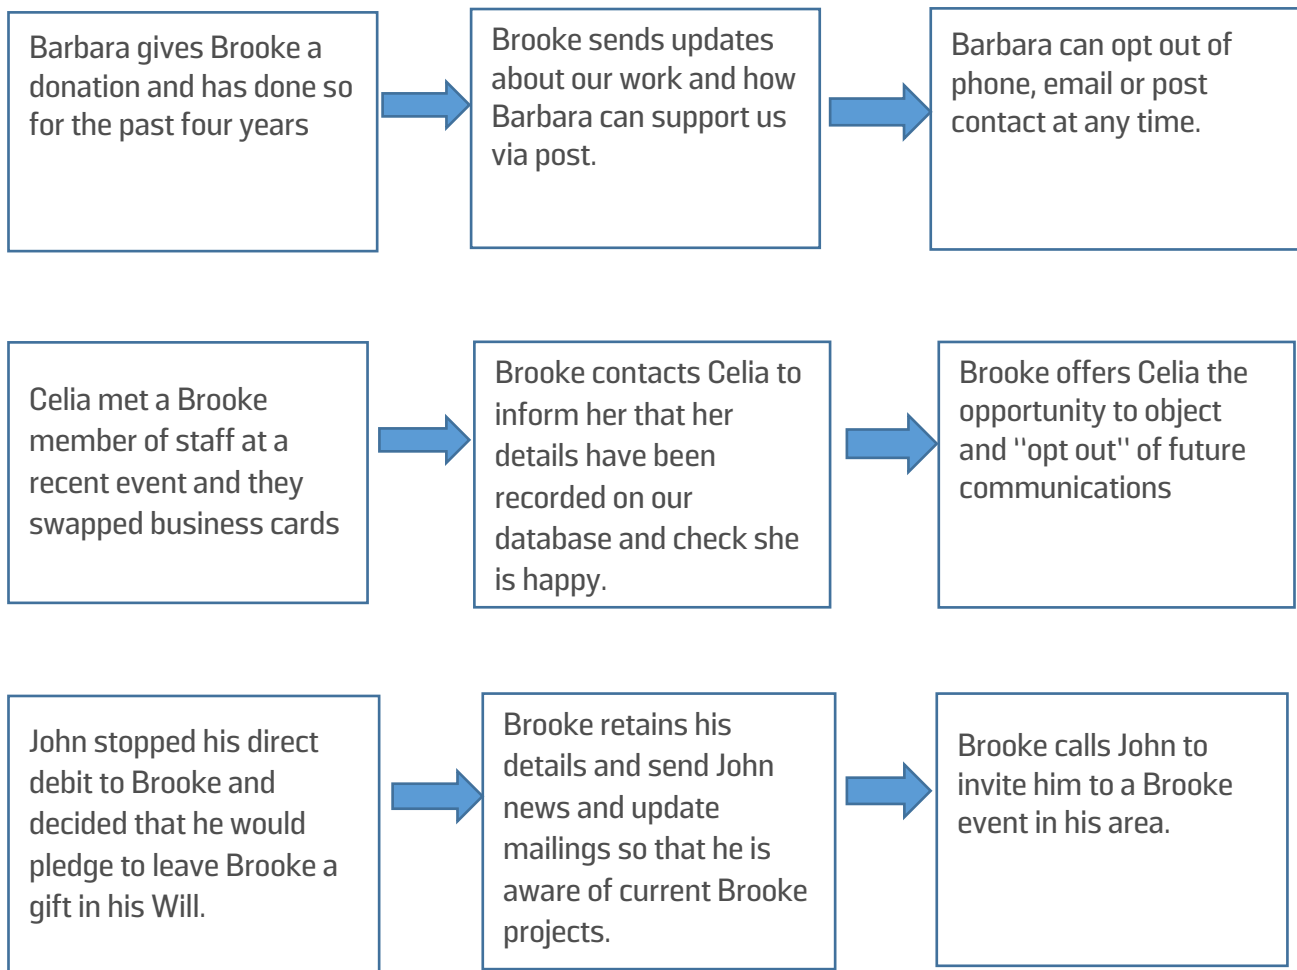 Barbara gives Brooke a
donation and has done so
for the past four years
Brooke sends updates
about our work and how
Barbara can support us
via post.
Barbara can opt out of
phone, email or post
contact at any time.
Celia met a Brooke
member of staff at a
recent event and they
swapped business cards
Brooke contacts Celia to
inform her that her
details have been
recorded on our
database and check she
is happy.
Brooke offers Celia the
opportunity to object
and "opt out" of future
communications
John stopped his direct
debit to Brooke and
decided that he would
pledge to leave Brooke a
gift in his Will.
Brooke retains his
details and send John
news and update
mailings so that he is
aware of current Brooke
projects.
Brooke calls John to
invite him to a Brooke
event in his area.